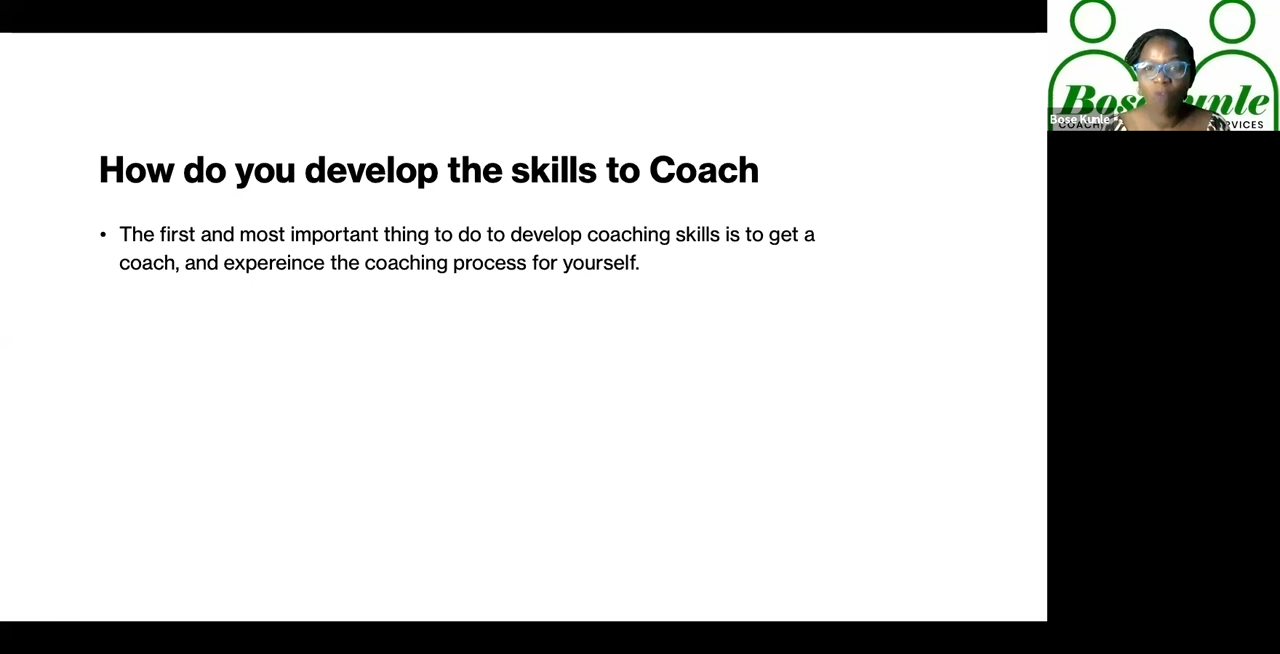 How do you develop the skills to Coach
• The first and most important thing to do to develop coaching skills is to get a
coach, and expereince the coaching process for yourself.
Bose Kunle